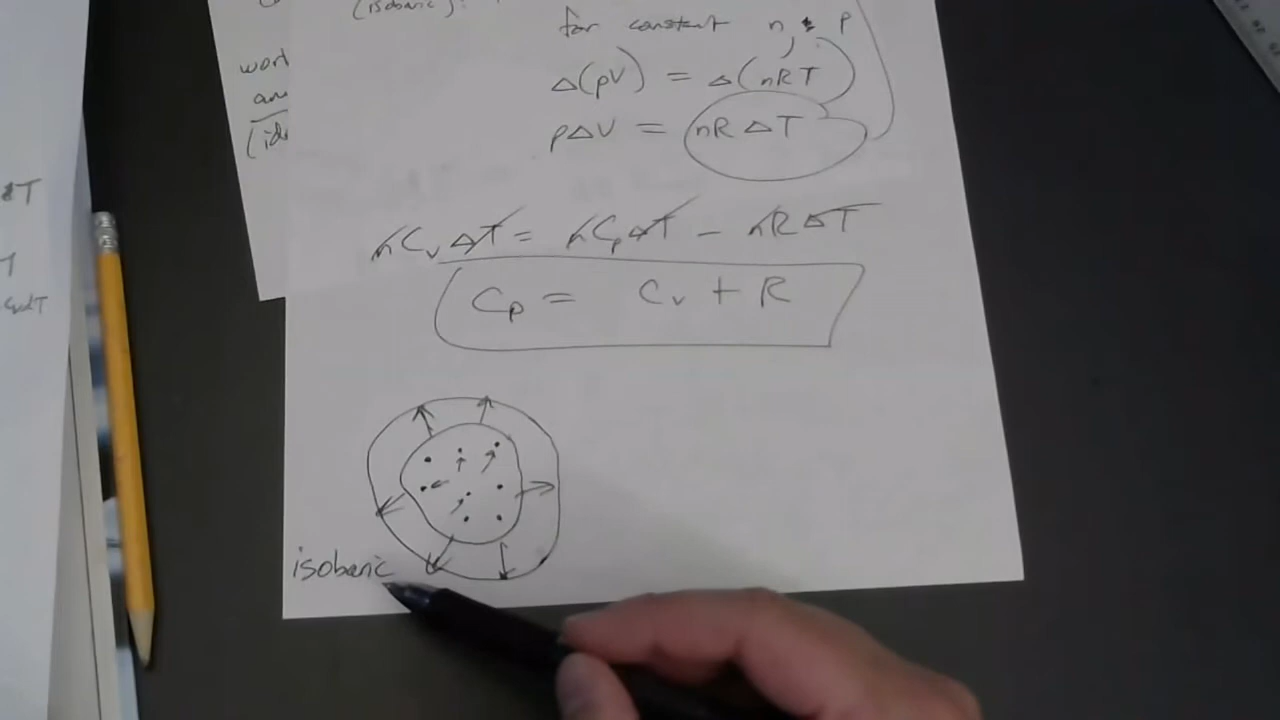 (isobaric)
for constant n & p
Δ(pV) = Δ(nRT)
pΔV = nRΔT
nCᵥΔT = nCₚΔT - nRΔT
Cₚ = Cᵥ + R
isobaric